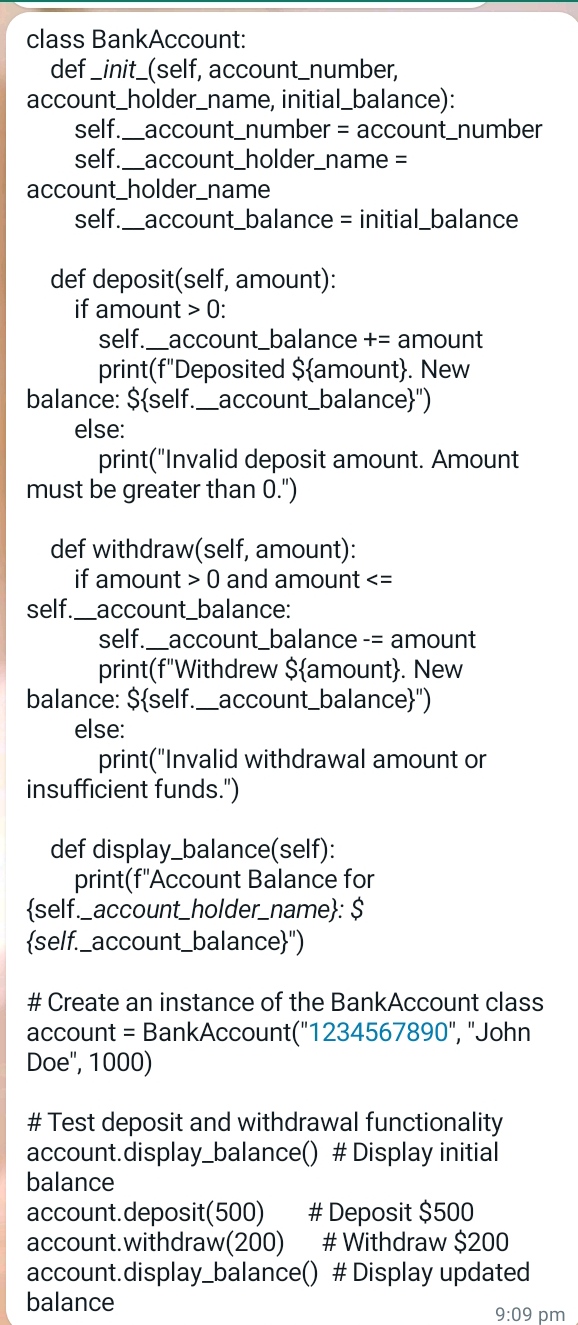 class BankAccount:
    def _init_(self, account_number,
account_holder_name, initial_balance):
        self.__account_number = account_number
        self.__account_holder_name =
account_holder_name
        self.__account_balance = initial_balance

    def deposit(self, amount):
        if amount > 0:
            self.__account_balance += amount
            print(f"Deposited ${amount}. New
balance: ${self.__account_balance}")
        else:
            print("Invalid deposit amount. Amount
must be greater than 0.")

    def withdraw(self, amount):
        if amount > 0 and amount <=
self.__account_balance:
            self.__account_balance -= amount
            print(f"Withdrew ${amount}. New
balance: ${self.__account_balance}")
        else:
            print("Invalid withdrawal amount or
insufficient funds.")

    def display_balance(self):
        print(f"Account Balance for
{self._account_holder_name}: $
{self._account_balance}")

# Create an instance of the BankAccount class
account = BankAccount("1234567890", "John
Doe", 1000)

# Test deposit and withdrawal functionality
account.display_balance()  # Display initial
balance
account.deposit(500)       # Deposit $500
account.withdraw(200)      # Withdraw $200
account.display_balance()  # Display updated
balance
9:09 pm